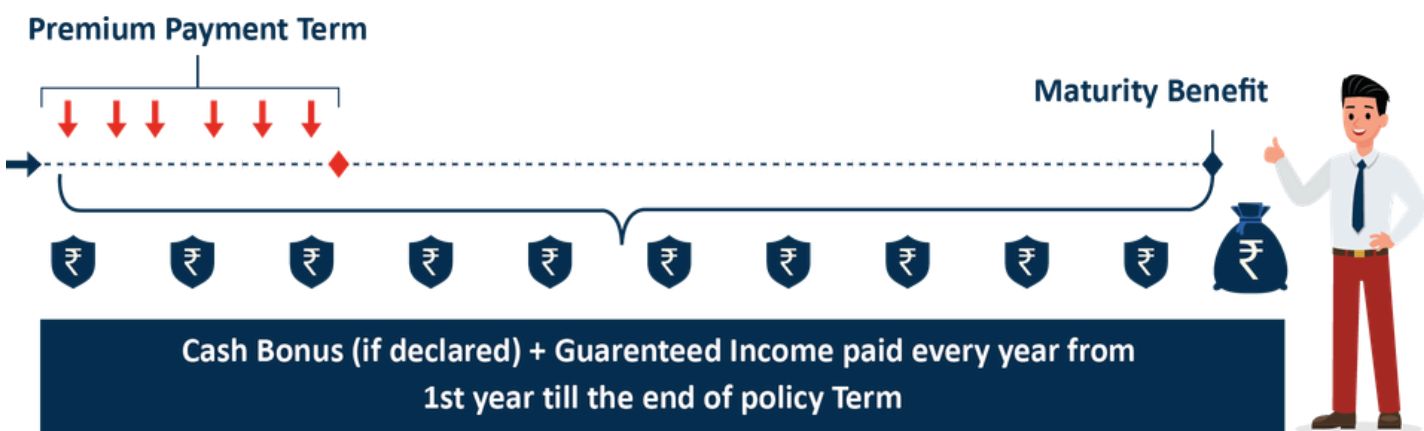 Premium Payment Term
Maturity Benefit
₹ ₹ ₹ ₹ ₹ ₹ ₹ ₹ ₹ ₹ ₹
Cash Bonus (if declared) + Guarenteed Income paid every year from
1st year till the end of policy Term